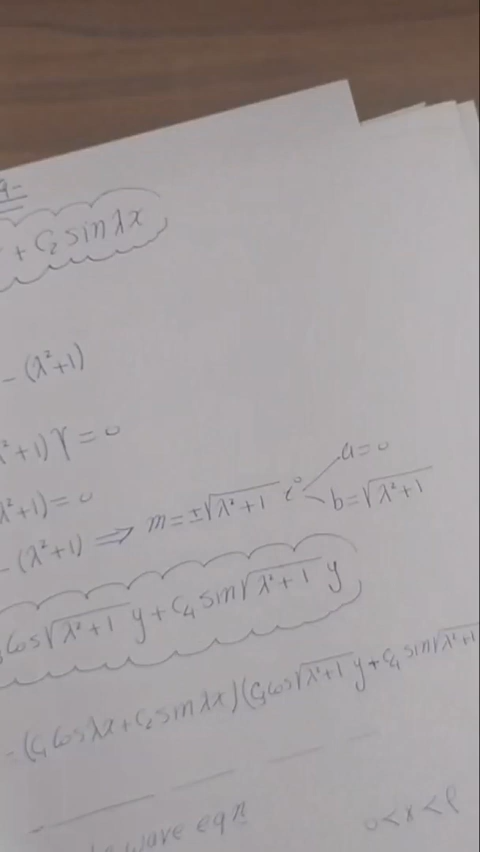 + C₂ sin λx
- (λ²+1)
λ²+1) Y = 0
λ²+1) = 0
a = 0
- (λ²+1) ⇒ m = ±√λ²+1 i
b = √λ²+1
cos √λ²+1 y + C₄ sin √λ²+1 y
= (C₁ cos λx + C₂ sin λx) (C₃ cos √λ²+1 y + C₄ sin √λ²+1
wave eqn
0 < x < ℓ